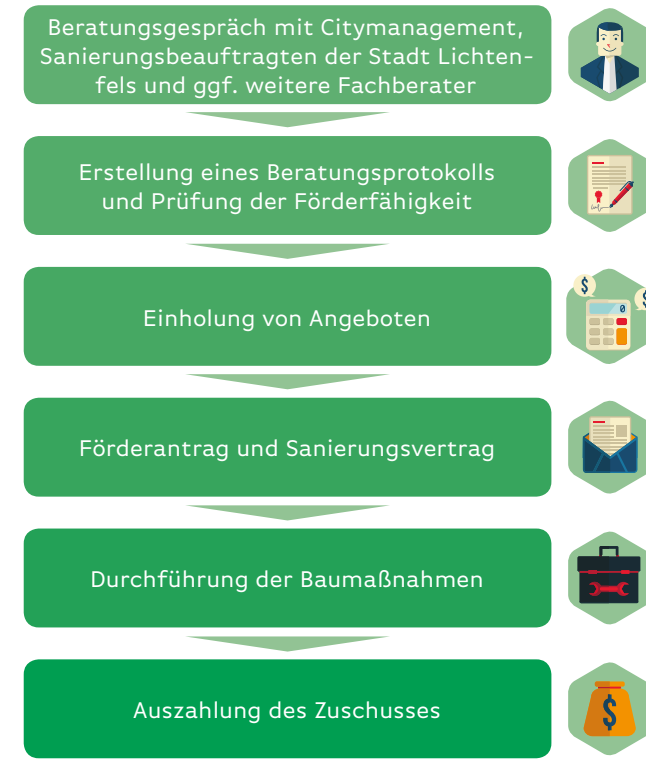 Beratungsgespräch mit Citymanagement,
Sanierungsbeauftragten der Stadt Lichten-
fels und ggf. weitere Fachberater
Erstellung eines Beratungsprotokolls
und Prüfung der Förderfähigkeit
$
$
0
Einholung von Angeboten
Förderantrag und Sanierungsvertrag
Durchführung der Baumaßnahmen
Auszahlung des Zuschusses
$